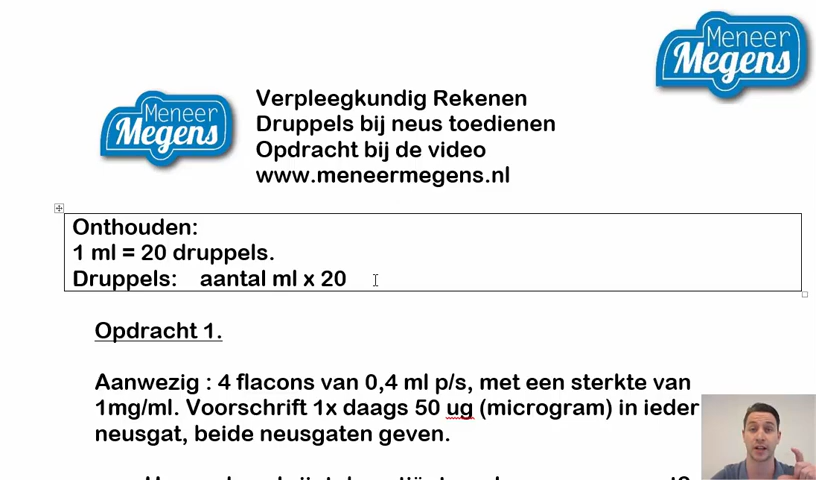 Meneer
Megens
Meneer
Megens
Verpleegkundig Rekenen
Druppels bij neus toedienen
Opdracht bij de video
www.meneermegens.nl
Onthouden:
1 ml = 20 druppels.
Druppels: aantal ml x 20
Opdracht 1.
Aanwezig : 4 flacons van 0,4 ml p/s, met een sterkte van
1mg/ml. Voorschrift 1x daags 50 ug (microgram) in ieder
neusgat, beide neusgaten geven.